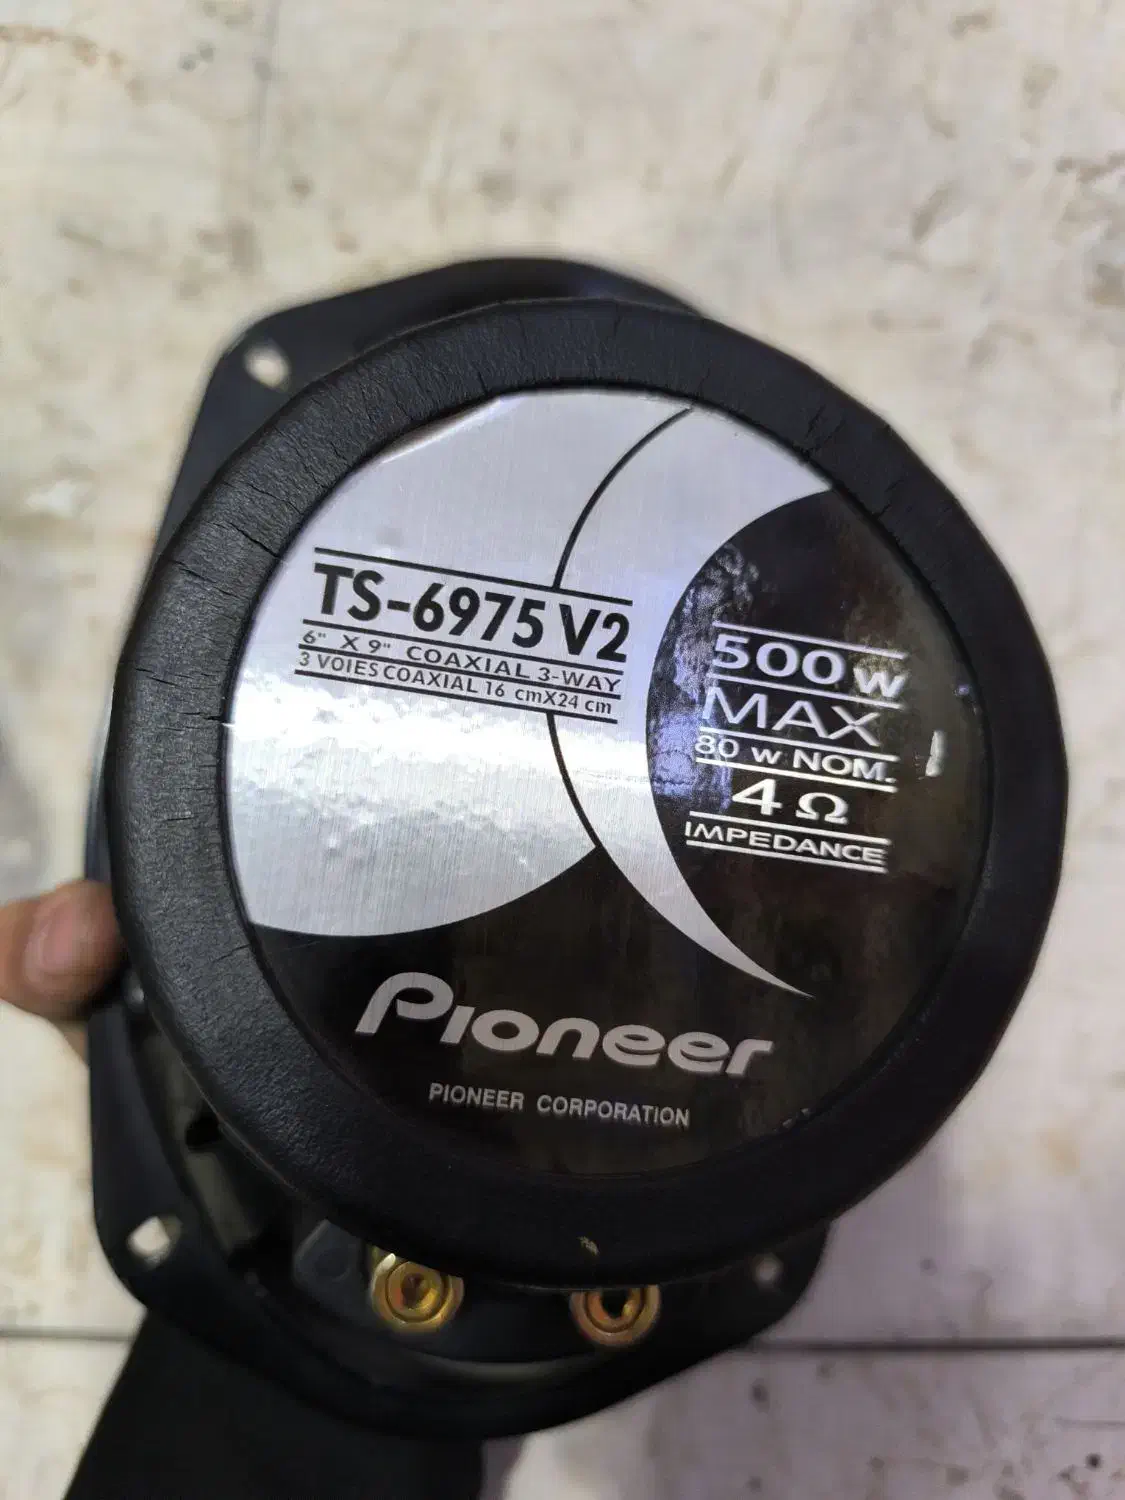 TS-6975 V2
6" X 9" COAXIAL 3-WAY
3 VOIES COAXIAL 16 cmX24 cm
500 w
MAX
80 w NOM.
4 Ω
IMPEDANCE
Pioneer
PIONEER CORPORATION